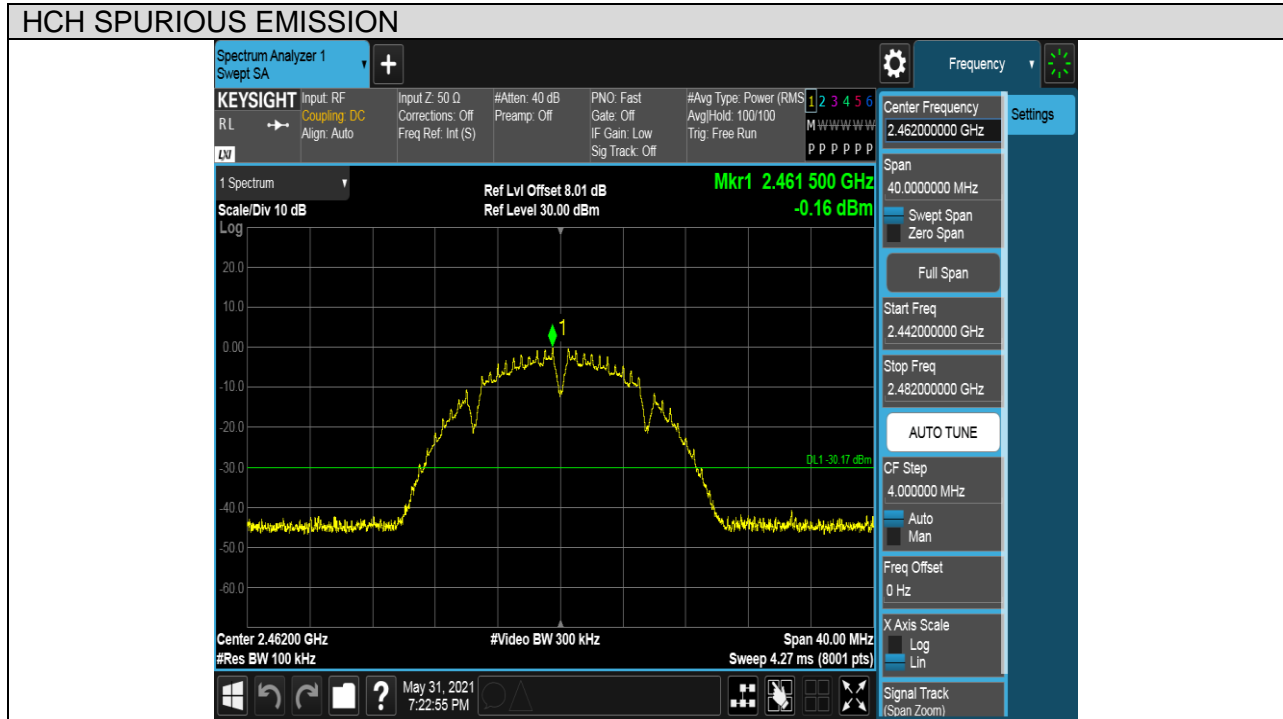 HCH SPURIOUS EMISSION
Spectrum Analyzer 1
Swept SA
+
Frequency
KEYSIGHT
RL
LXI
Input: RF
Coupling: DC
Align: Auto
Input Z: 50 Ω
Corrections: Off
Freq Ref: Int (S)
#Atten: 40 dB
Preamp: Off
PNO: Fast
Gate: Off
IF Gain: Low
Sig Track: Off
#Avg Type: Power (RMS
Avg|Hold: 100/100
Trig: Free Run
1 2 3 4 5 6
M W W W W W
P P P P P P
1 Spectrum
Scale/Div 10 dB
Log
Ref Lvl Offset 8.01 dB
Ref Level 30.00 dBm
Mkr1 2.461 500 GHz
-0.16 dBm
20.0
10.0
0.00
-10.0
-20.0
-30.0
-40.0
-50.0
-60.0
1
DL1 -30.17 dBm
Center 2.46200 GHz
#Res BW 100 kHz
#Video BW 300 kHz
Span 40.00 MHz
Sweep 4.27 ms (8001 pts)
?
May 31, 2021
7:22:55 PM
Center Frequency
2.462000000 GHz
Settings
Span
40.0000000 MHz
Swept Span
Zero Span
Full Span
Start Freq
2.442000000 GHz
Stop Freq
2.482000000 GHz
AUTO TUNE
CF Step
4.000000 MHz
Auto
Man
Freq Offset
0 Hz
X Axis Scale
Log
Lin
Signal Track
(Span Zoom)